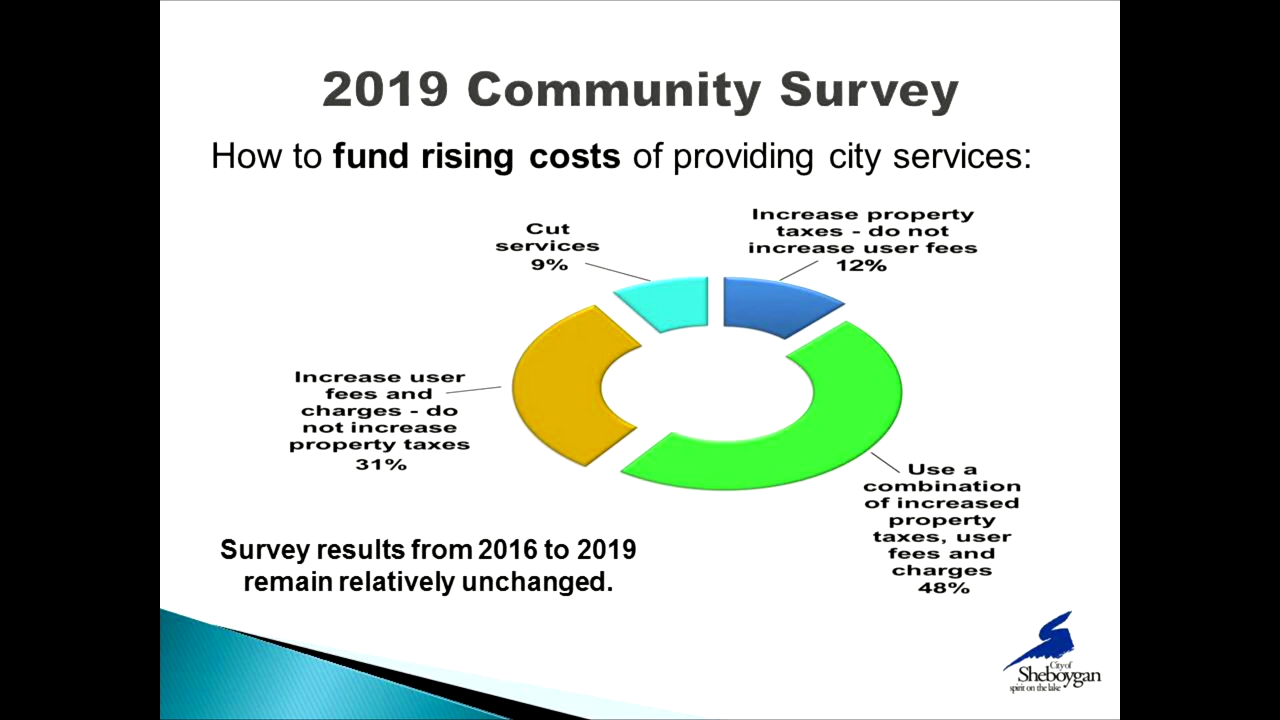 2019 Community Survey
How to fund rising costs of providing city services:
Cut
services
9%
Increase property
taxes - do not
increase user fees
12%
Increase user
fees and
charges - do
not increase
property taxes
31%
Use a
combination
of increased
property
taxes, user
fees and
charges
48%
Survey results from 2016 to 2019
remain relatively unchanged.
City of
Sheboygan
spirit on the lake